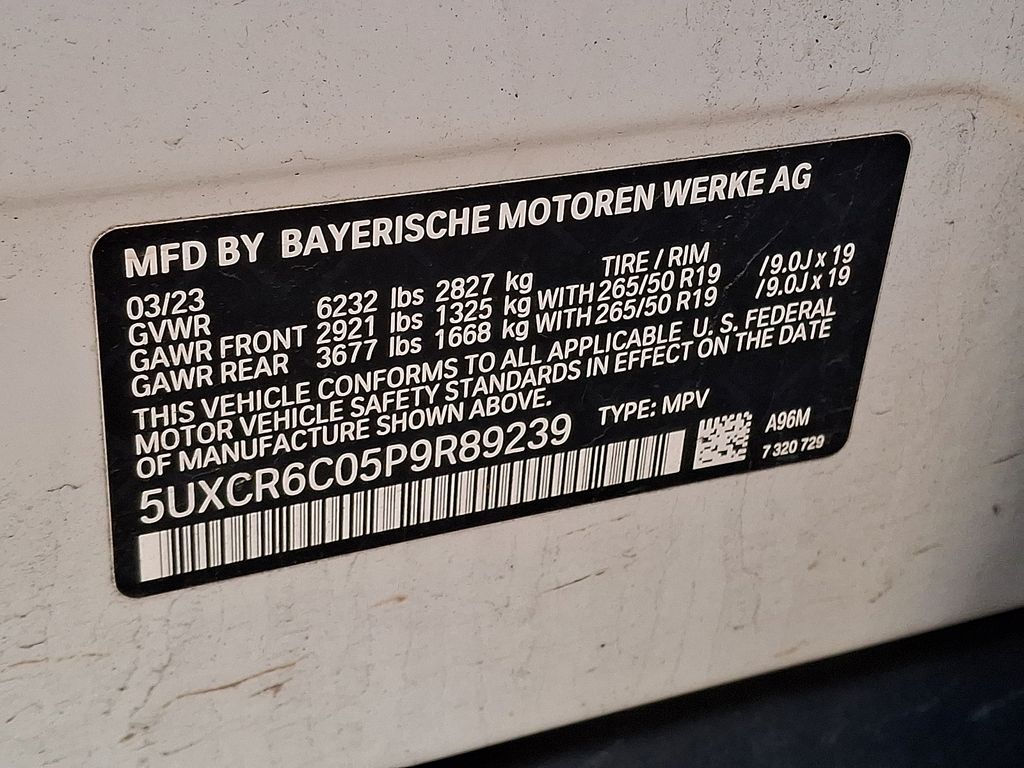 MFD BY BAYERISCHE MOTOREN WERKE AG
03/23 TIRE / RIM
GVWR 6232 lbs 2827 kg
GAWR FRONT 2921 lbs 1325 kg WITH 265/50 R19 /9.0J x 19
GAWR REAR 3677 lbs 1668 kg WITH 265/50 R19 /9.0J x 19
THIS VEHICLE CONFORMS TO ALL APPLICABLE U. S. FEDERAL
MOTOR VEHICLE SAFETY STANDARDS IN EFFECT ON THE DATE
OF MANUFACTURE SHOWN ABOVE.
5UXCR6C05P9R89239 TYPE: MPV
A96M
7 320 729